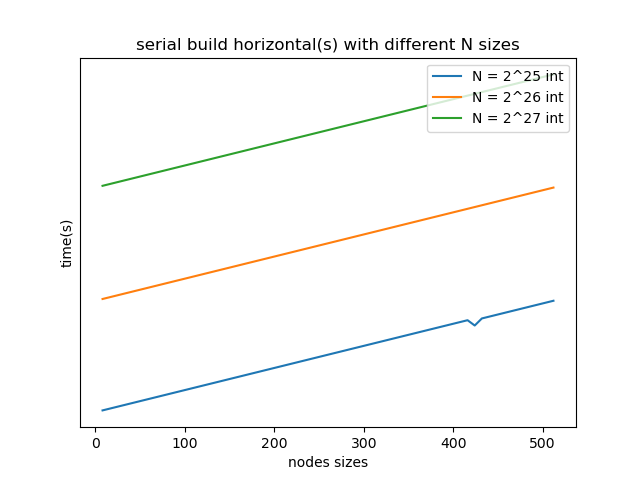 serial build horizontal(s) with different N sizes
N = 2^25 int
N = 2^26 int
N = 2^27 int
time(s)
0 100 200 300 400 500
nodes sizes